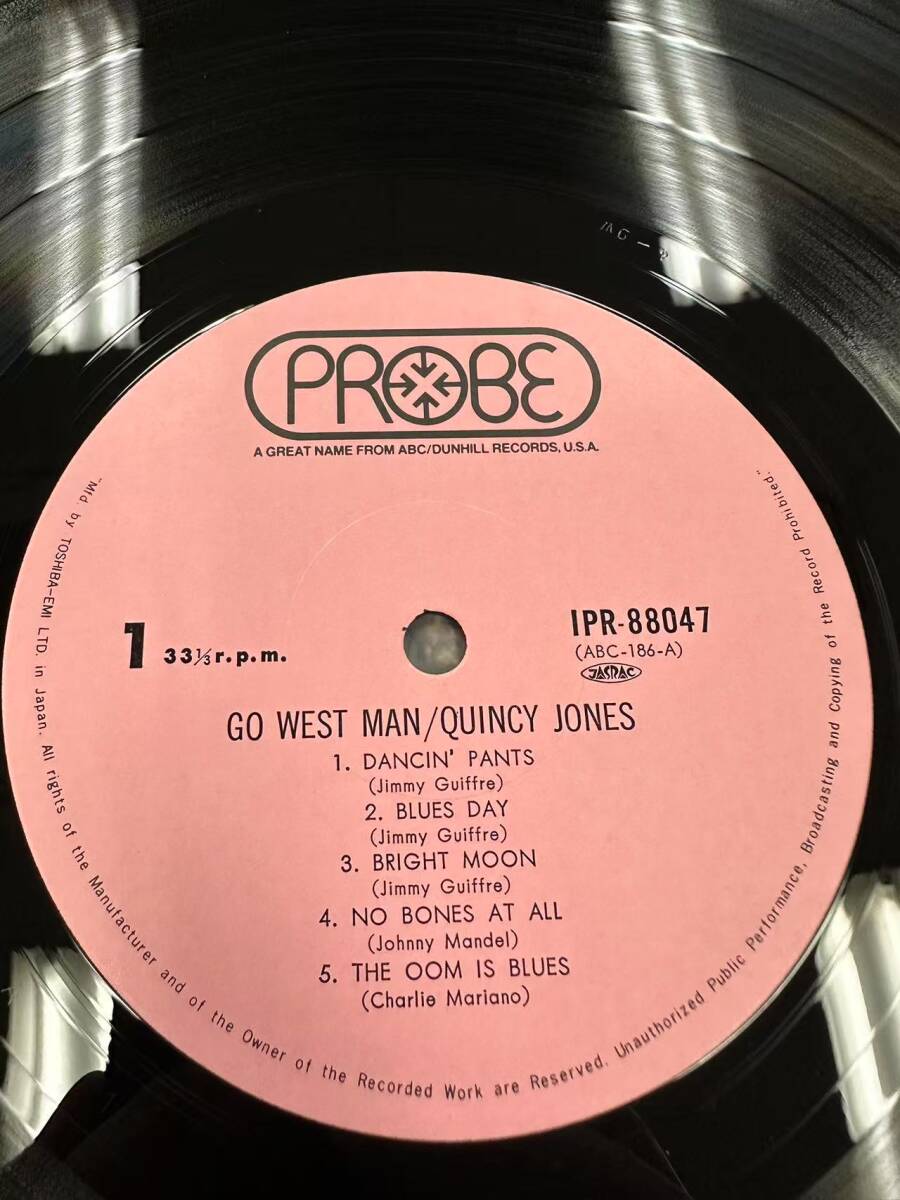 PROBE
A GREAT NAME FROM ABC/DUNHILL RECORDS, U.S.A.
1 33⅓ r.p.m.
IPR-88047
(ABC-186-A)
JASRAC
GO WEST MAN/QUINCY JONES
1. DANCIN' PANTS
(Jimmy Guiffre)
2. BLUES DAY
(Jimmy Guiffre)
3. BRIGHT MOON
(Jimmy Guiffre)
4. NO BONES AT ALL
(Johnny Mandel)
5. THE OOM IS BLUES
(Charlie Mariano)
"Mfd by TOSHIBA-EMI LTD. in Japan. All rights of the Manufacturer and of the Owner of the Recorded Work are Reserved. Unauthorized Public Performance, Broadcasting and Copying of the Record Prohibited."